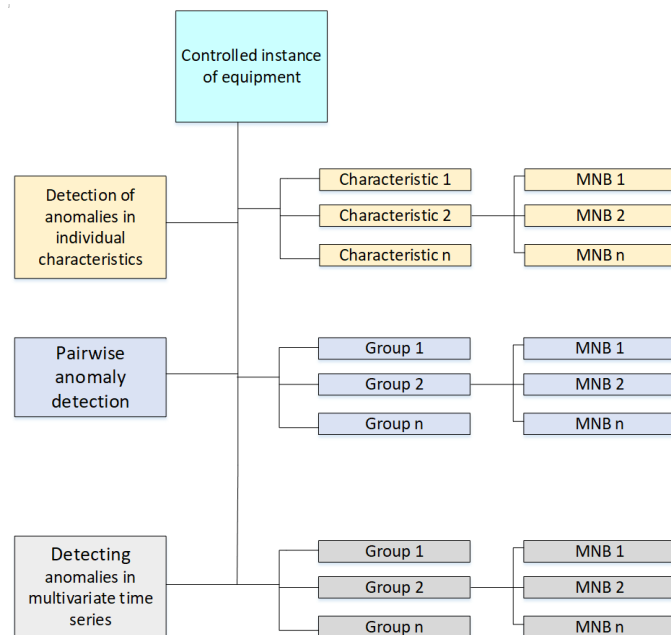 Controlled instance
of equipment
Detection of
anomalies in
individual
characteristics
Characteristic 1
MNB 1
Characteristic 2
MNB 2
Characteristic n
MNB n
Pairwise
anomaly
detection
Group 1
MNB 1
Group 2
MNB 2
Group n
MNB n
Detecting
anomalies in
multivariate time
series
Group 1
MNB 1
Group 2
MNB 2
Group n
MNB n